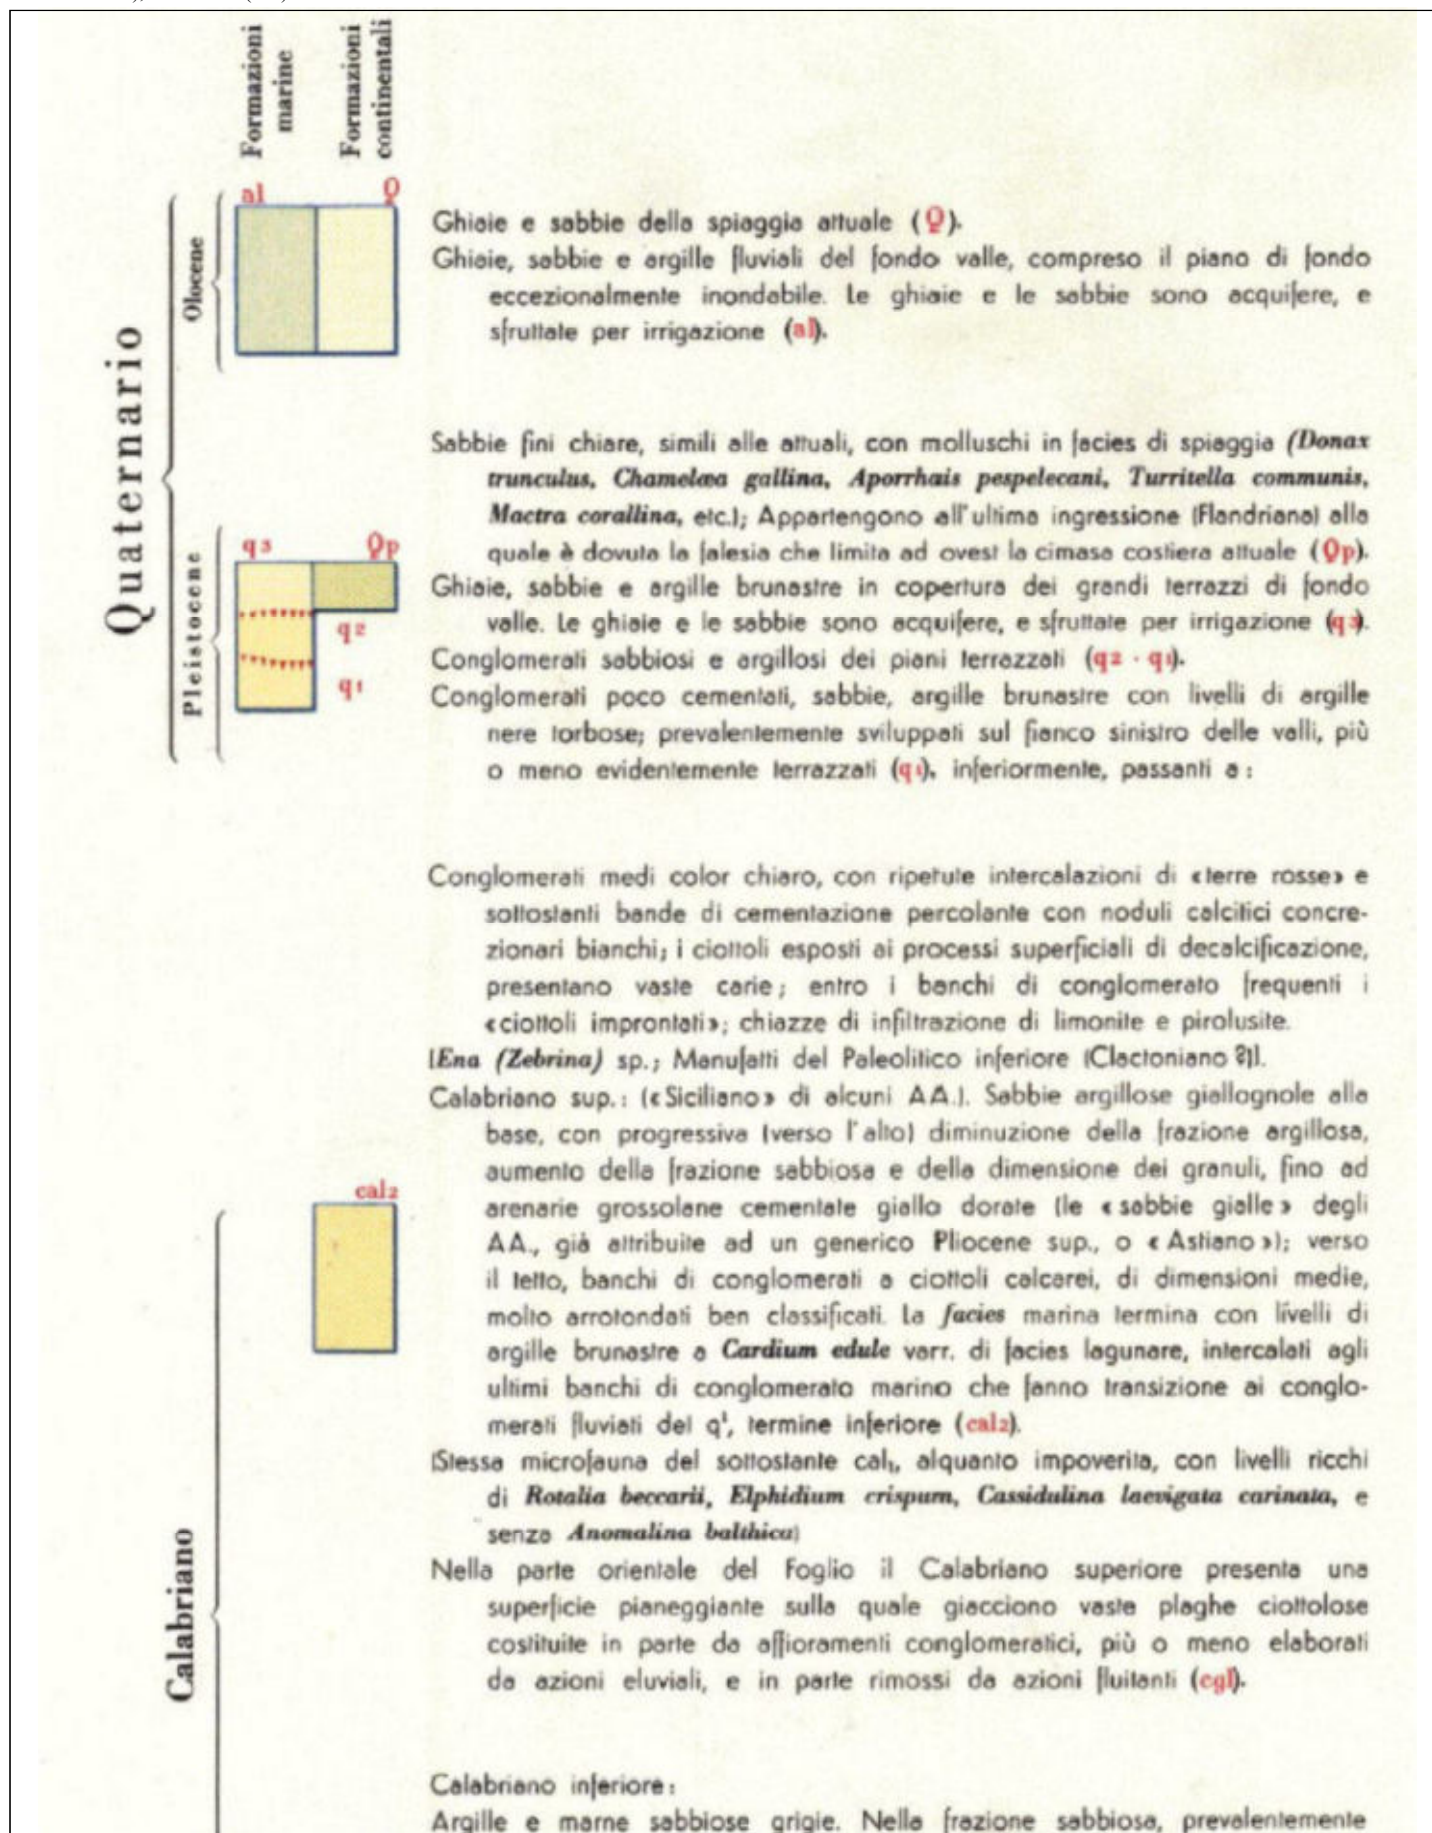 Formazioni
marine
Formazioni
continentali
Quaternario
Olocene
al
Q
Ghiaie e sabbie della spiaggia attuale (Q).
Ghiaie, sabbie e argille fluviali del fondo valle, compreso il piano di fondo
eccezionalmente inondabile. Le ghiaie e le sabbie sono acquifere, e
sfruttate per irrigazione (al).
Pleistocene
q3
Qp
q2
q1
Sabbie fini chiare, simili alle attuali, con molluschi in facies di spiaggia (Donax
trunculus, Chamelœa gallina, Aporrhais pespelecani, Turritella communis,
Mactra corallina, etc.); Appartengono all'ultima ingressione (Flandriana) alla
quale è dovuta la falesia che limita ad ovest la cimasa costiera attuale (Qp).
Ghiaie, sabbie e argille brunastre in copertura dei grandi terrazzi di fondo
valle. Le ghiaie e le sabbie sono acquifere, e sfruttate per irrigazione (q3).
Conglomerati sabbiosi e argillosi dei piani terrazzati (q2 - q1).
Conglomerati poco cementati, sabbie, argille brunastre con livelli di argille
nere torbose; prevalentemente sviluppati sul fianco sinistro delle valli, più
o meno evidentemente terrazzati (q1), inferiormente, passanti a :
Conglomerati medi color chiaro, con ripetute intercalazioni di «terre rosse» e
sottostanti bande di cementazione percolante con noduli calcitici concre-
zionari bianchi; i ciottoli esposti ai processi superficiali di decalcificazione,
presentano vaste carie; entro i banchi di conglomerato frequenti i
«ciottoli improntati»; chiazze di infiltrazione di limonite e pirolusite.
[Ena (Zebrina) sp.; Manufatti del Paleolitico inferiore (Clactoniano ?)].
Calabriano
cal2
Calabriano sup.: («Siciliano» di alcuni AA.). Sabbie argillose giallognole alla
base, con progressiva (verso l'alto) diminuzione della frazione argillosa,
aumento della frazione sabbiosa e della dimensione dei granuli, fino ad
arenarie grossolane cementate giallo dorate (le «sabbie gialle» degli
AA., già attribuite ad un generico Pliocene sup., o «Astiano»); verso
il tetto, banchi di conglomerati a ciottoli calcarei, di dimensioni medie,
molto arrotondati ben classificati. La facies marina termina con livelli di
argille brunastre a Cardium edule varr. di facies lagunare, intercalati agli
ultimi banchi di conglomerato marino che fanno transizione ai conglo-
merati fluviati del q¹, termine inferiore (cal2).
(Stessa microfauna del sottostante cal₁, alquanto impoverita, con livelli ricchi
di Rotalia beccarii, Elphidium crispum, Cassidulina laevigata carinata, e
senza Anomalina balthica)
Nella parte orientale del Foglio il Calabriano superiore presenta una
superficie pianeggiante sulla quale giacciono vaste plaghe ciottolose
costituite in parte da affioramenti conglomeratici, più o meno elaborati
da azioni eluviali, e in parte rimossi da azioni fluitanti (cgl).
Calabriano inferiore :
Argille e marne sabbiose grigie. Nella frazione sabbiosa, prevalentemente